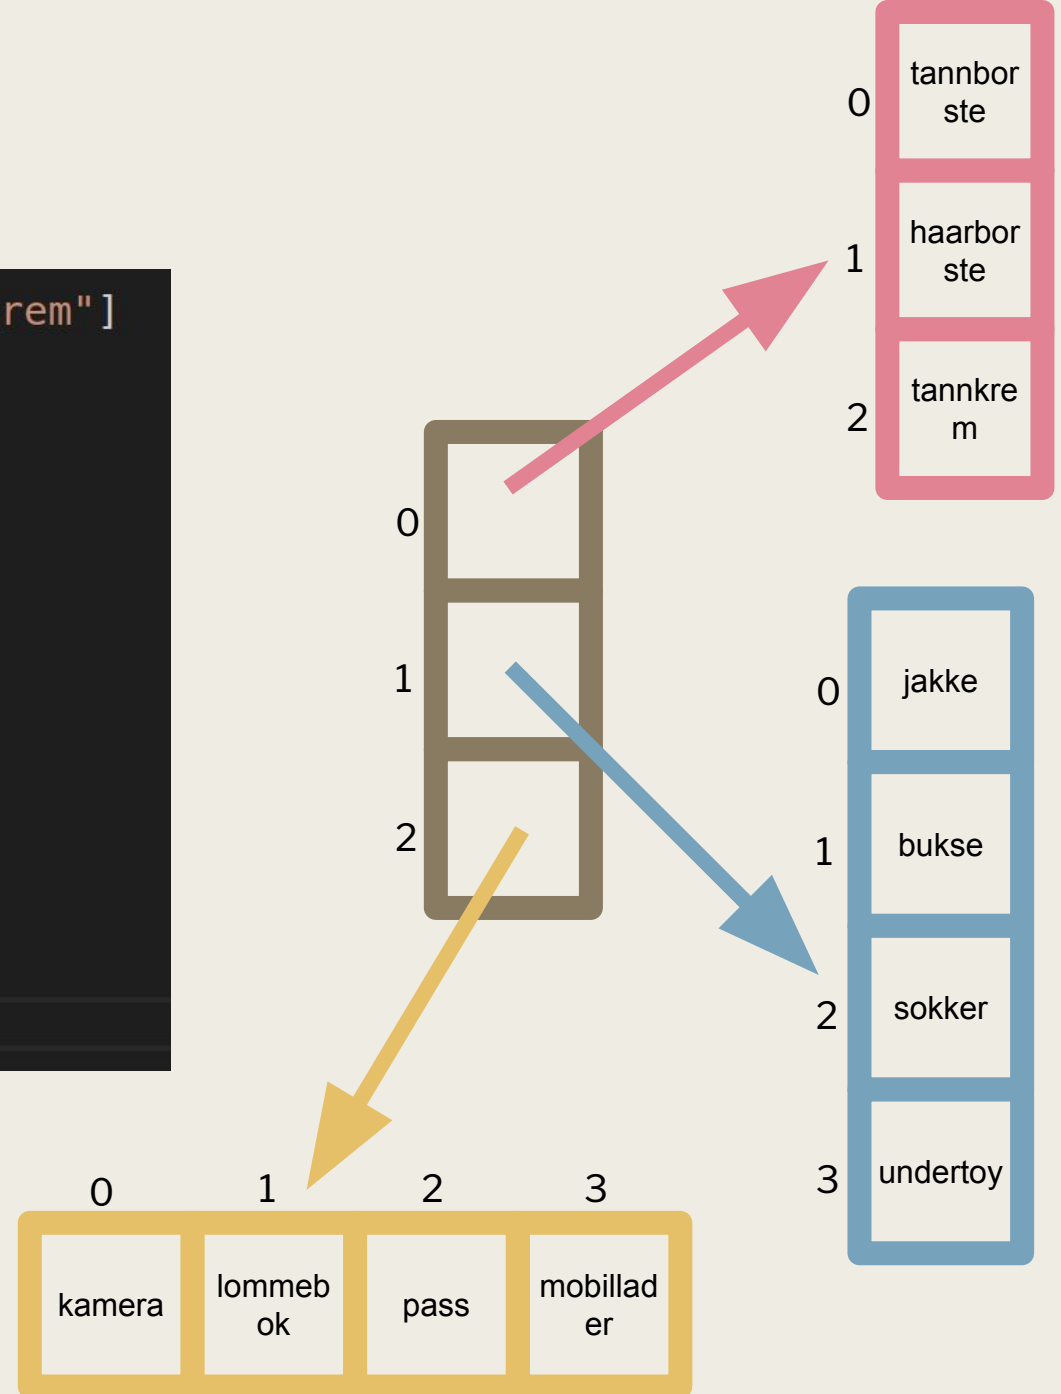 rem"]
0
1
2
0
tannbor
ste
1
haarbor
ste
2
tannkre
m
0
jakke
1
bukse
2
sokker
3
undertoy
0 1 2 3
kamera
lommeb
ok
pass
mobillad
er